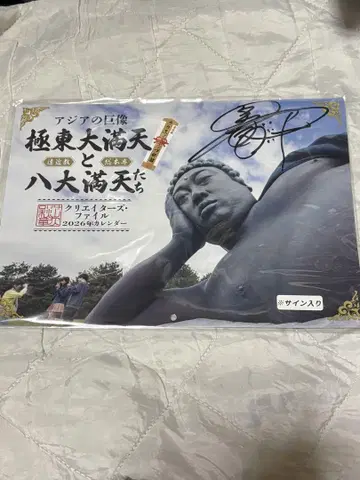 アジアの巨像
極東大満天
と
八大満天たち
クリエイターズ・
ファイル
2026年カレンダー
※サイン入り